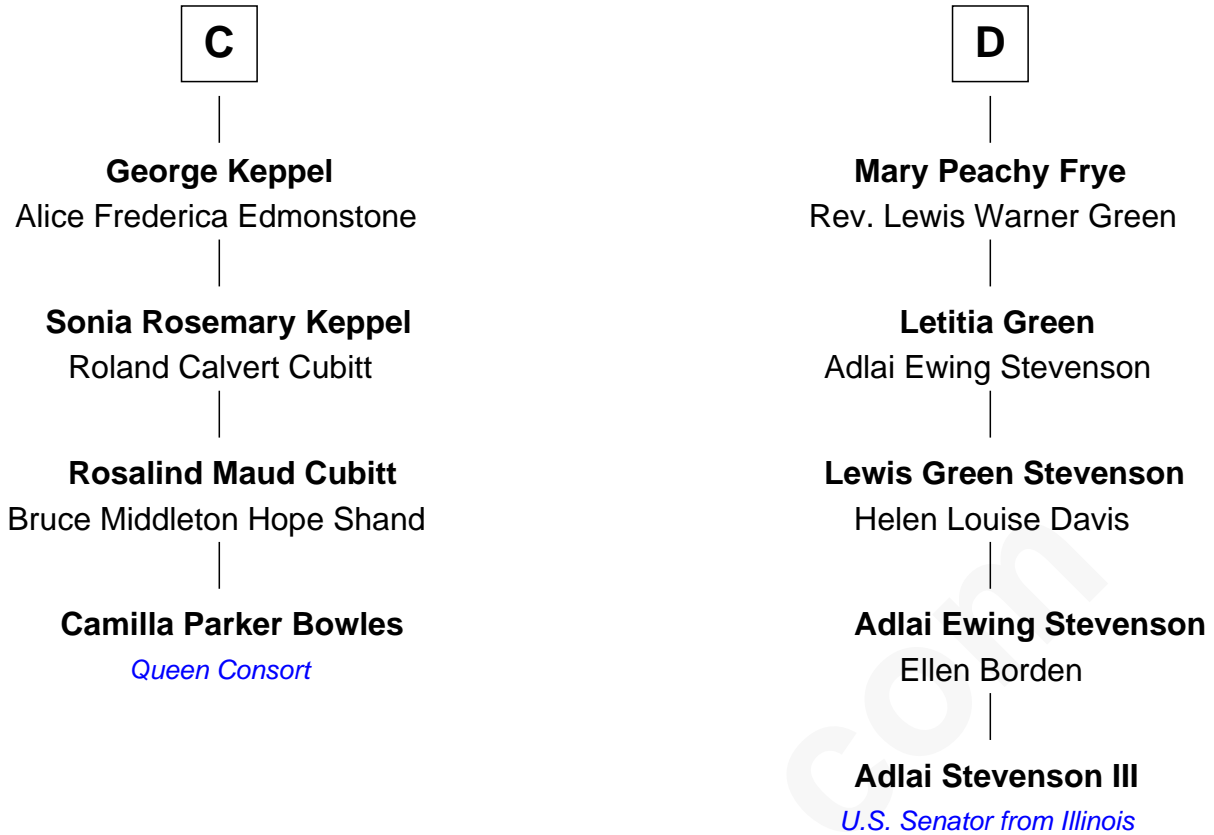 C
George Keppel
Alice Frederica Edmonstone
Sonia Rosemary Keppel
Roland Calvert Cubitt
Rosalind Maud Cubitt
Bruce Middleton Hope Shand
Camilla Parker Bowles
Queen Consort
D
Mary Peachy Frye
Rev. Lewis Warner Green
Letitia Green
Adlai Ewing Stevenson
Lewis Green Stevenson
Helen Louise Davis
Adlai Ewing Stevenson
Ellen Borden
Adlai Stevenson III
U.S. Senator from Illinois
com